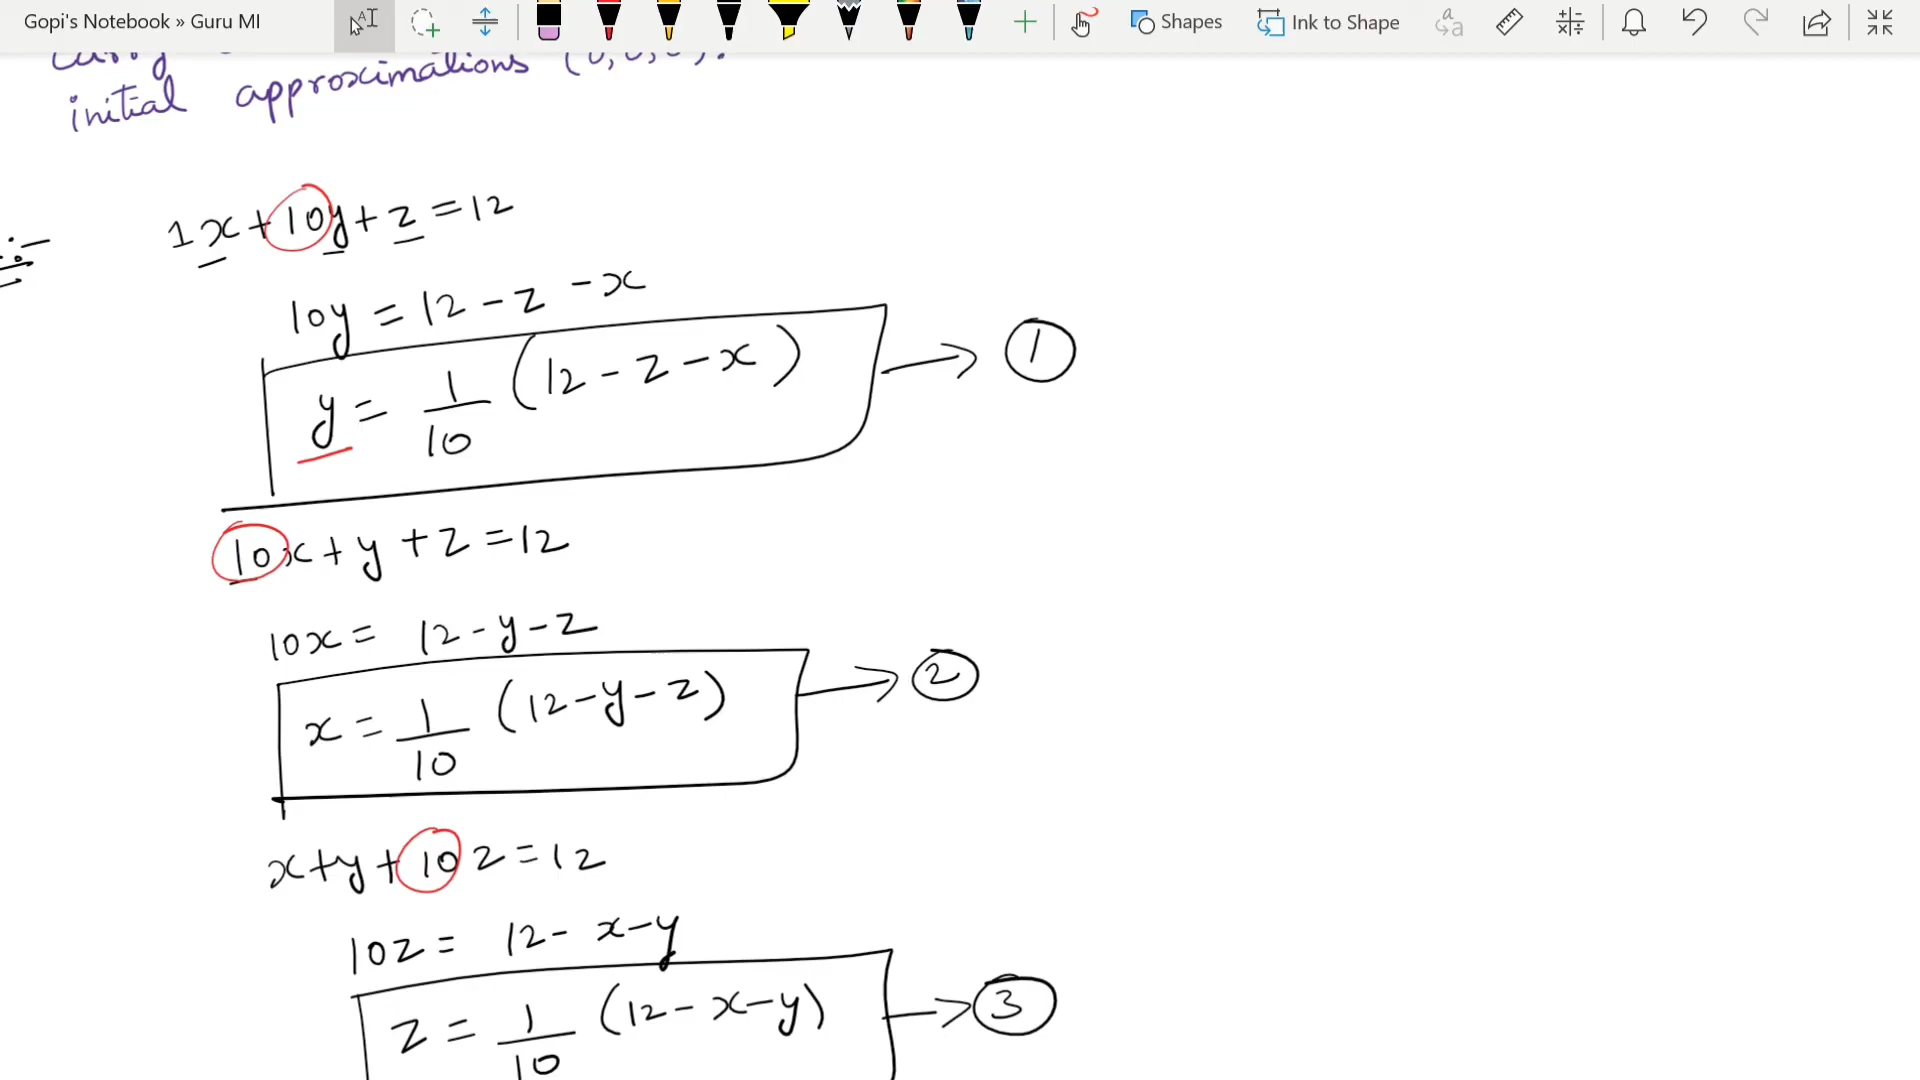 Gopi's Notebook » Guru MI
Shapes
Ink to Shape
initial approximations
1x+10y+z=12
10y=12-z-x
y=1/10(12-z-x) → ①
10x+y+z=12
10x= 12-y-z
x=1/10(12-y-z) → ②
x+y+10z=12
10z= 12-x-y
z=1/10(12-x-y) → ③